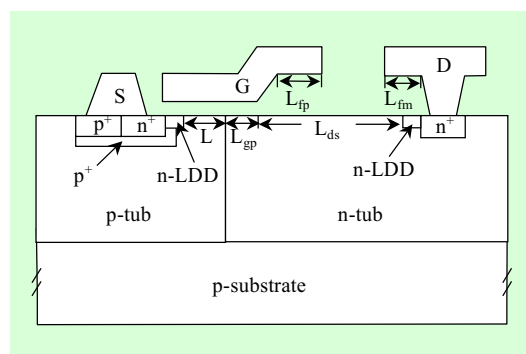 S
G
D
L_fp
L_fm
p+ n+
L
L_gp
L_ds
n+
p+
n-LDD
n-LDD
p-tub
n-tub
p-substrate